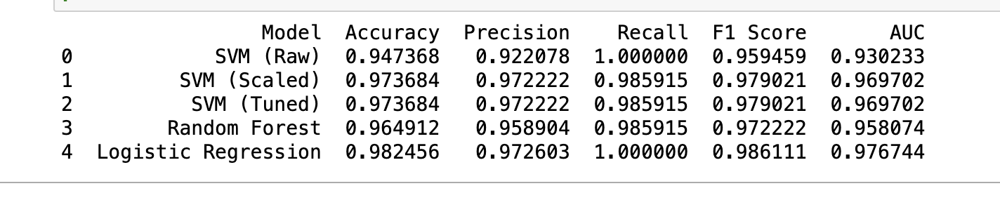 Model Accuracy Precision Recall F1 Score AUC
0 SVM (Raw) 0.947368 0.922078 1.000000 0.959459 0.930233
1 SVM (Scaled) 0.973684 0.972222 0.985915 0.979021 0.969702
2 SVM (Tuned) 0.973684 0.972222 0.985915 0.979021 0.969702
3 Random Forest 0.964912 0.958904 0.985915 0.972222 0.958074
4 Logistic Regression 0.982456 0.972603 1.000000 0.986111 0.976744